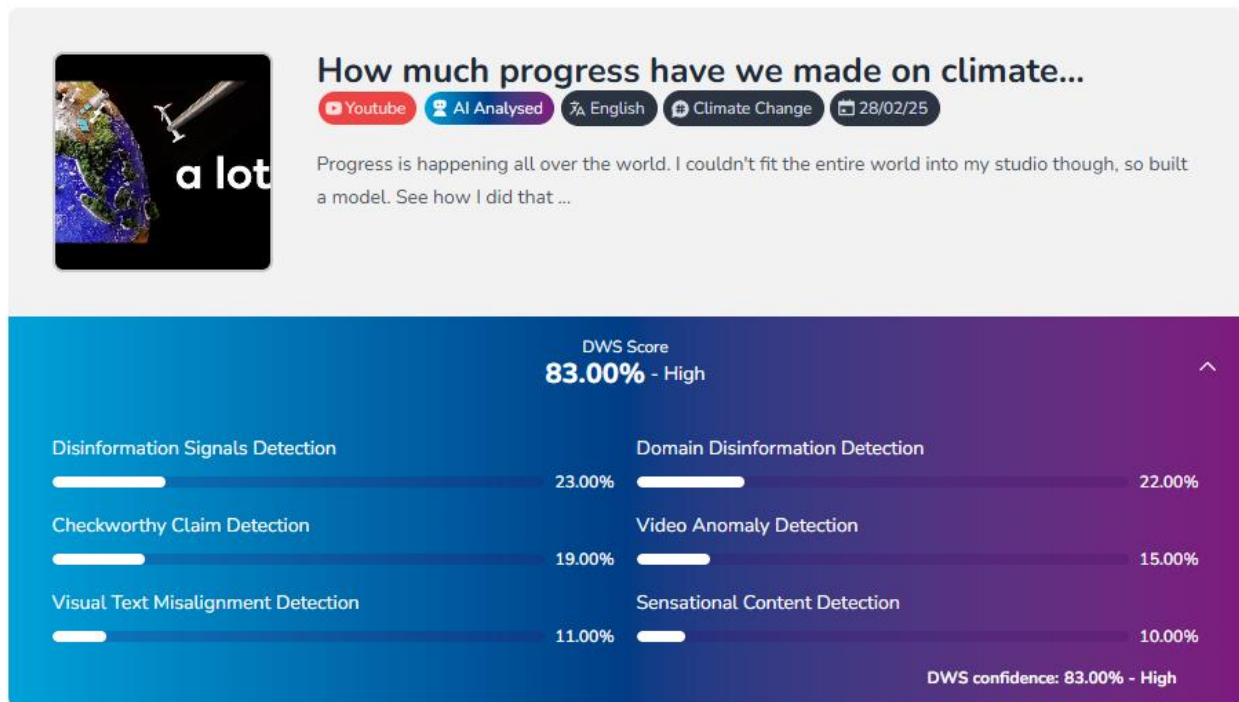 How much progress have we made on climate...
Youtube AI Analysed English Climate Change 28/02/25
a lot
Progress is happening all over the world. I couldn't fit the entire world into my studio though, so built
a model. See how I did that ...
DWS Score
83.00% - High
Disinformation Signals Detection
23.00%
Domain Disinformation Detection
22.00%
Checkworthy Claim Detection
19.00%
Video Anomaly Detection
15.00%
Visual Text Misalignment Detection
11.00%
Sensational Content Detection
10.00%
DWS confidence: 83.00% - High